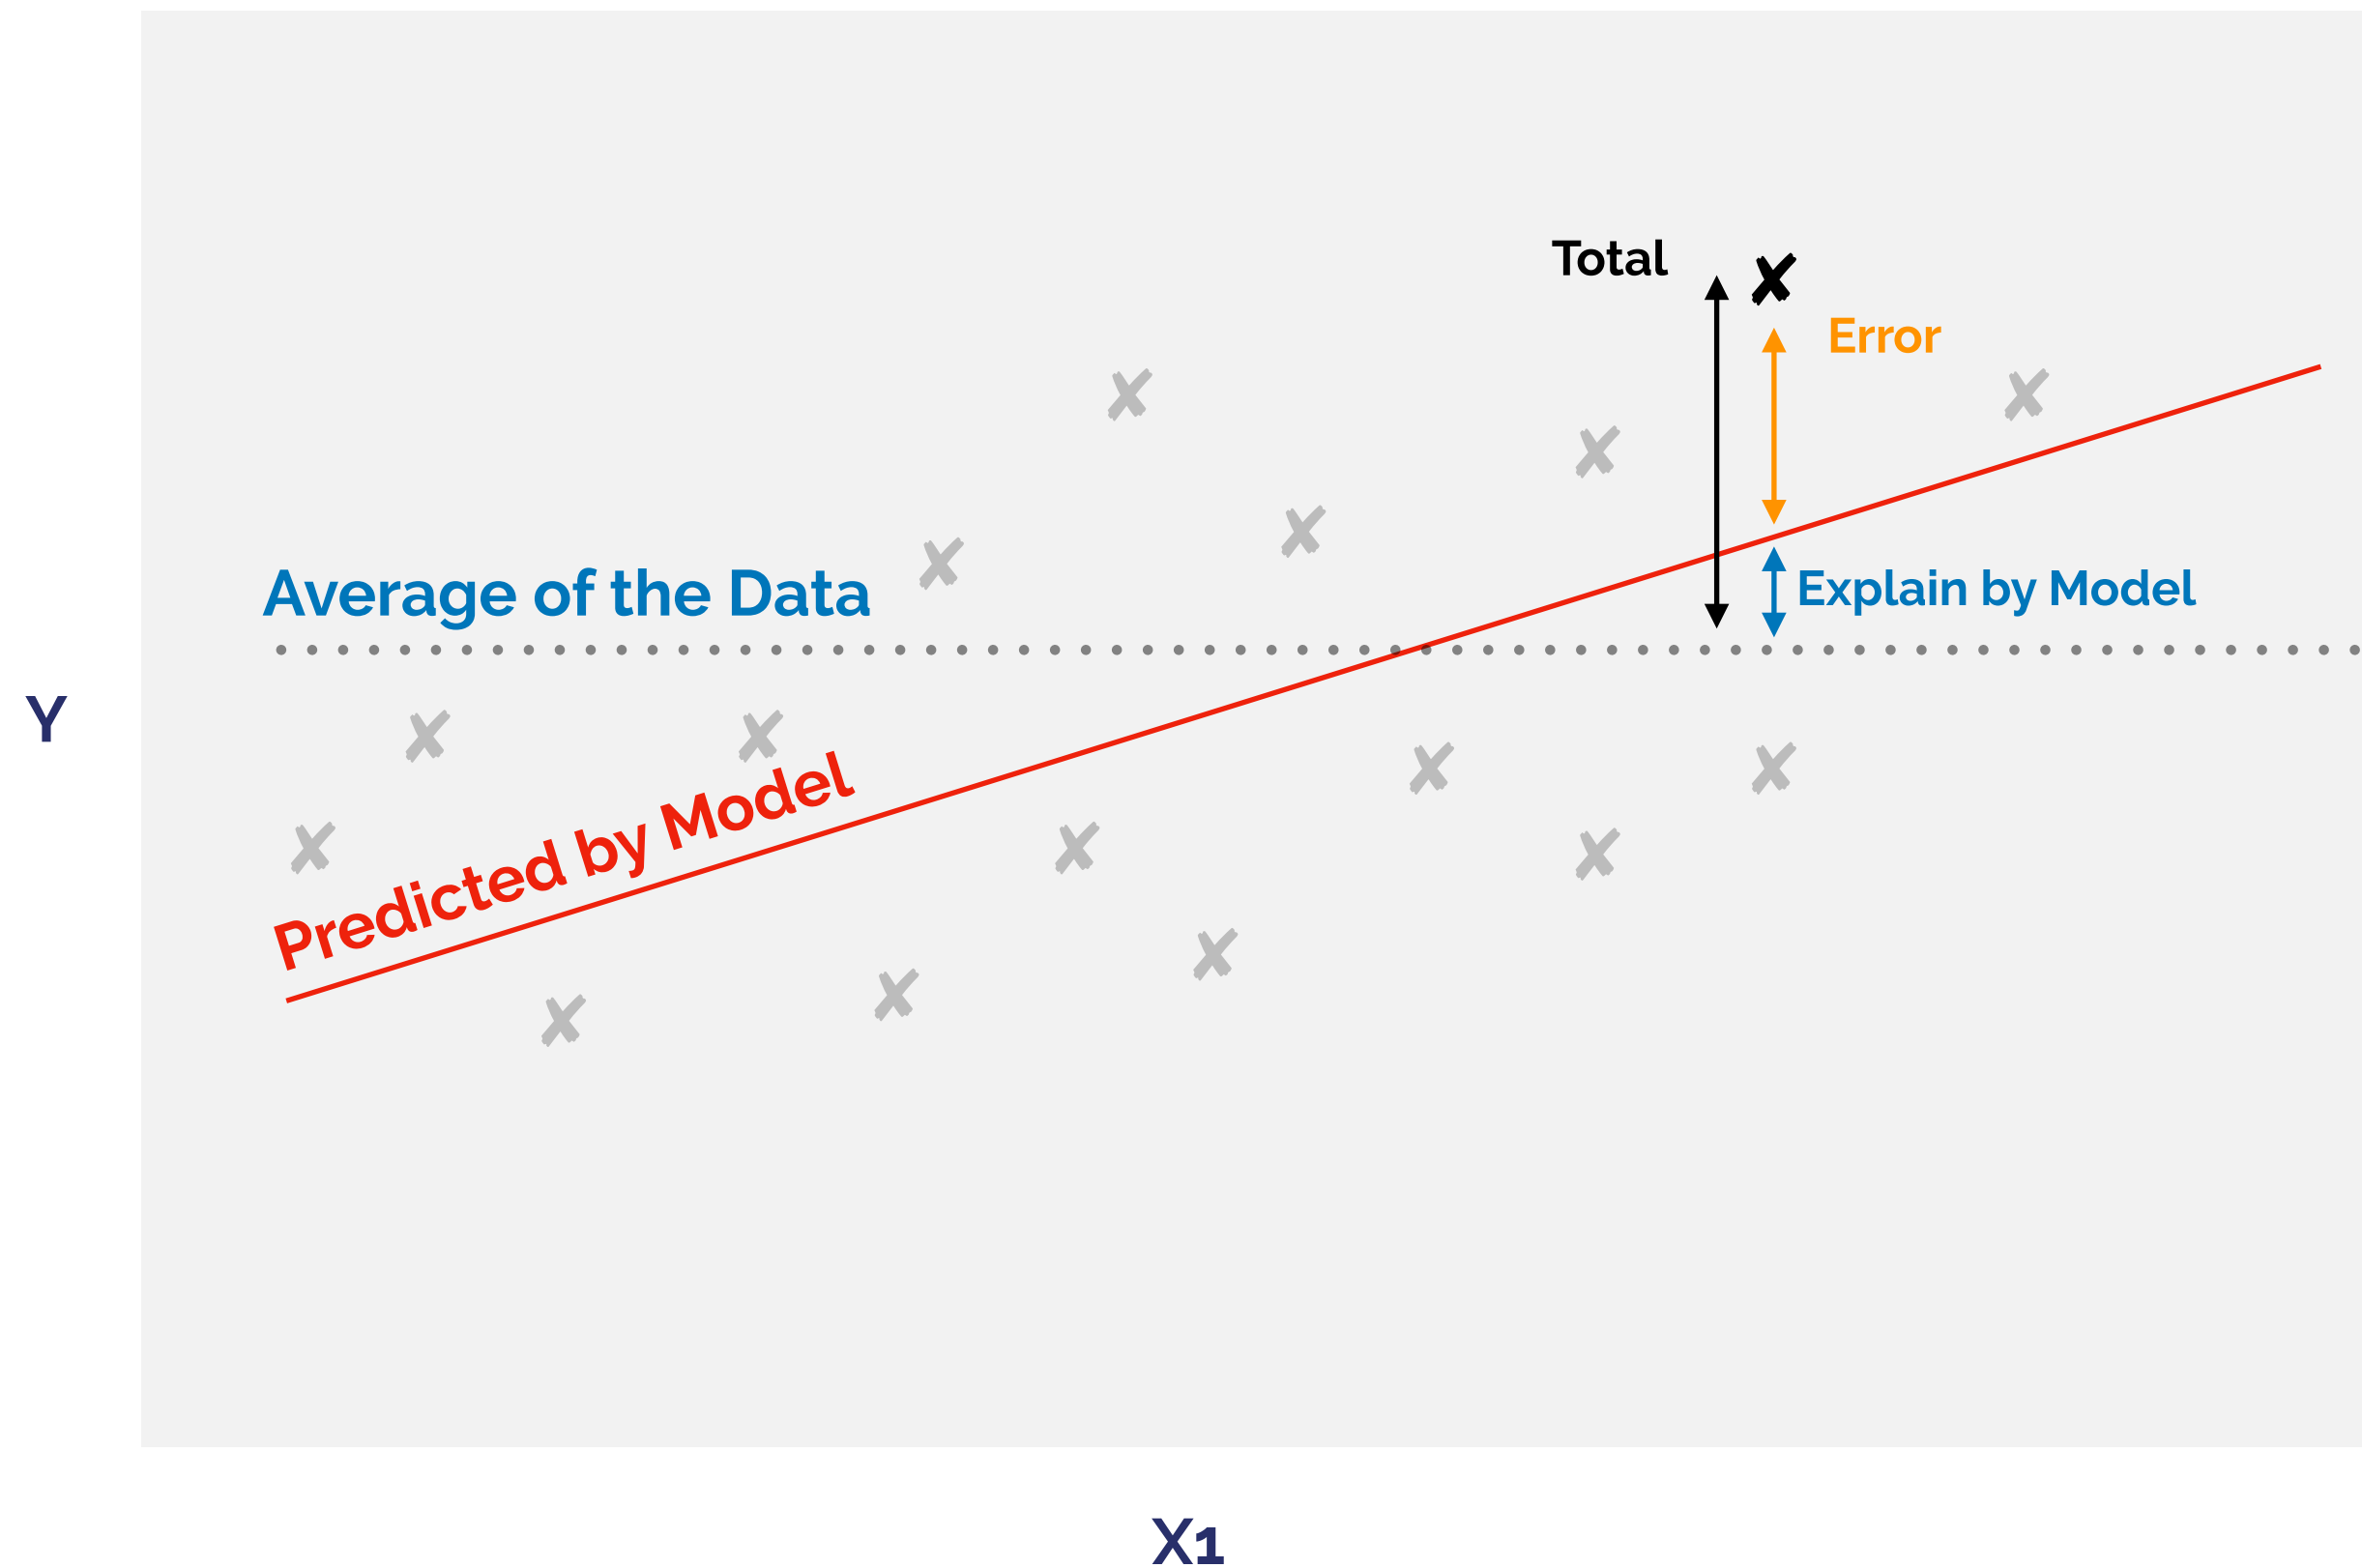 Total
Error
Average of the Data
Explain by Model
Y
Predicted by Model
X1